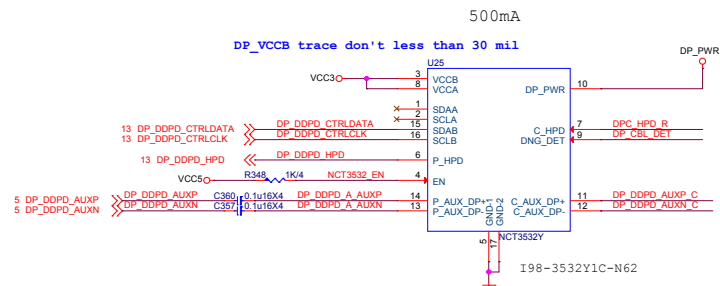 500mA
DP_VCCB trace don't less than 30 mil
DP_PWR
U25
VCC3
3 VCCB
8 VCCA
DP_PWR 10
1 SDAA
2 SCLA
13 DP_DDPD_CTRLDATA DP_DDPD_CTRLDATA 15 SDAB
13 DP_DDPD_CTRLCLK DP_DDPD_CTRLCLK 16 SCLB
C_HPD 7 DPC_HPD_R
DNG_DET 9 DP_CBL_DET
13 DP_DDPD_HPD DP_DDPD_HPD 6 P_HPD
VCC5 R348 1K/4 NCT3532_EN 4 EN
5 DP_DDPD_AUXP DP_DDPD_AUXP C360 0.1u16X4 DP_DDPD_A_AUXP 14 P_AUX_DP+
5 DP_DDPD_AUXN DP_DDPD_AUXN C357 0.1u16X4 DP_DDPD_A_AUXN 13 P_AUX_DP-
C_AUX_DP+ 11 DP_DDPD_AUXP_C
C_AUX_DP- 12 DP_DDPD_AUXN_C
GND-1
GND-2
5
17
NCT3532Y
I98-3532Y1C-N62